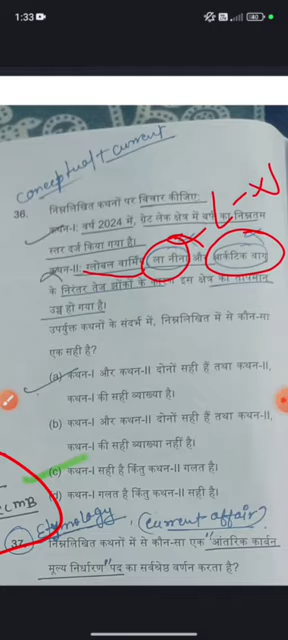 1:33
40
conceptual + current
36. निम्नलिखित कथनों पर विचार कीजिए:
कथन-I: वर्ष 2024 में, ग्रेट लेक क्षेत्र में बर्फ का निम्नतम
स्तर दर्ज किया गया है।
कथन-II: ग्लोबल वार्मिंग ला नीना और आर्कटिक वायु
के निरंतर तेज झोंकों के कारण इस क्षेत्र का तापमान
उष्ण हो गया है।
उपर्युक्त कथनों के संदर्भ में, निम्नलिखित में से कौन-सा
एक सही है?
(a) कथन-I और कथन-II दोनों सही हैं तथा कथन-II,
कथन-I की सही व्याख्या है।
(b) कथन-I और कथन-II दोनों सही हैं तथा कथन-II,
कथन-I की सही व्याख्या नहीं है।
(c) कथन-I सही है किंतु कथन-II गलत है।
(d) कथन-I गलत है किंतु कथन-II सही है।
CMB
(current affair)
37. निम्नलिखित कथनों में से कौन-सा एक "आंतरिक कार्बन
मूल्य निर्धारण" पद का सर्वश्रेष्ठ वर्णन करता है?